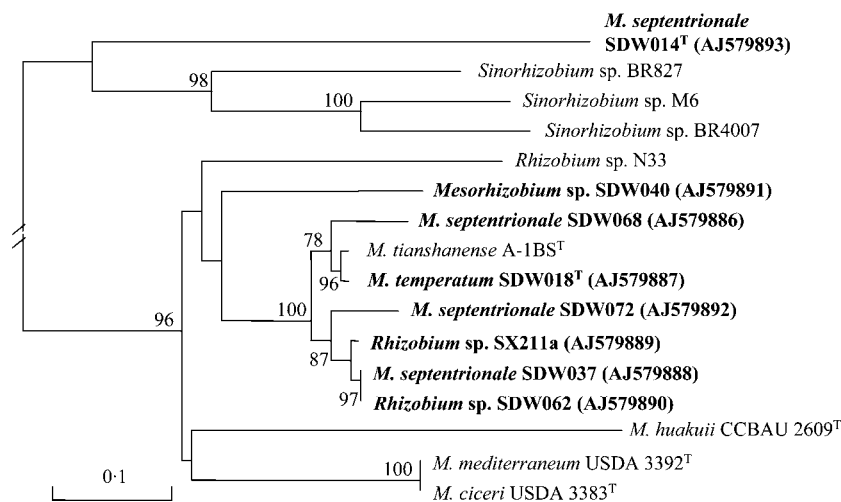 M. septentrionale
SDW014ᵀ (AJ579893)
Sinorhizobium sp. BR827
98
100
Sinorhizobium sp. M6
Sinorhizobium sp. BR4007
Rhizobium sp. N33
Mesorhizobium sp. SDW040 (AJ579891)
M. septentrionale SDW068 (AJ579886)
78
M. tianshanense A-1BSᵀ
96
M. temperatum SDW018ᵀ (AJ579887)
100
M. septentrionale SDW072 (AJ579892)
96
Rhizobium sp. SX211a (AJ579889)
87
M. septentrionale SDW037 (AJ579888)
97
Rhizobium sp. SDW062 (AJ579890)
M. huakuii CCBAU 2609ᵀ
0·1
100
M. mediterraneum USDA 3392ᵀ
M. ciceri USDA 3383ᵀ